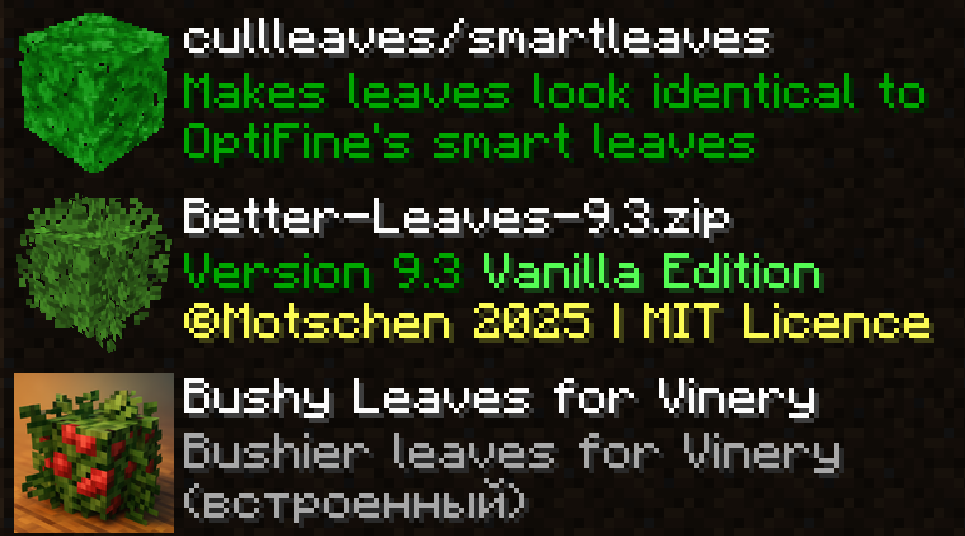 cullleaves/smartleaves
Makes leaves look identical to
OptiFine's smart leaves
Better-Leaves-9.3.zip
Version 9.3 Vanilla Edition
©Motschen 2025 | MIT Licence
Bushy Leaves for Vinery
Bushier leaves for Vinery
(встроенный)